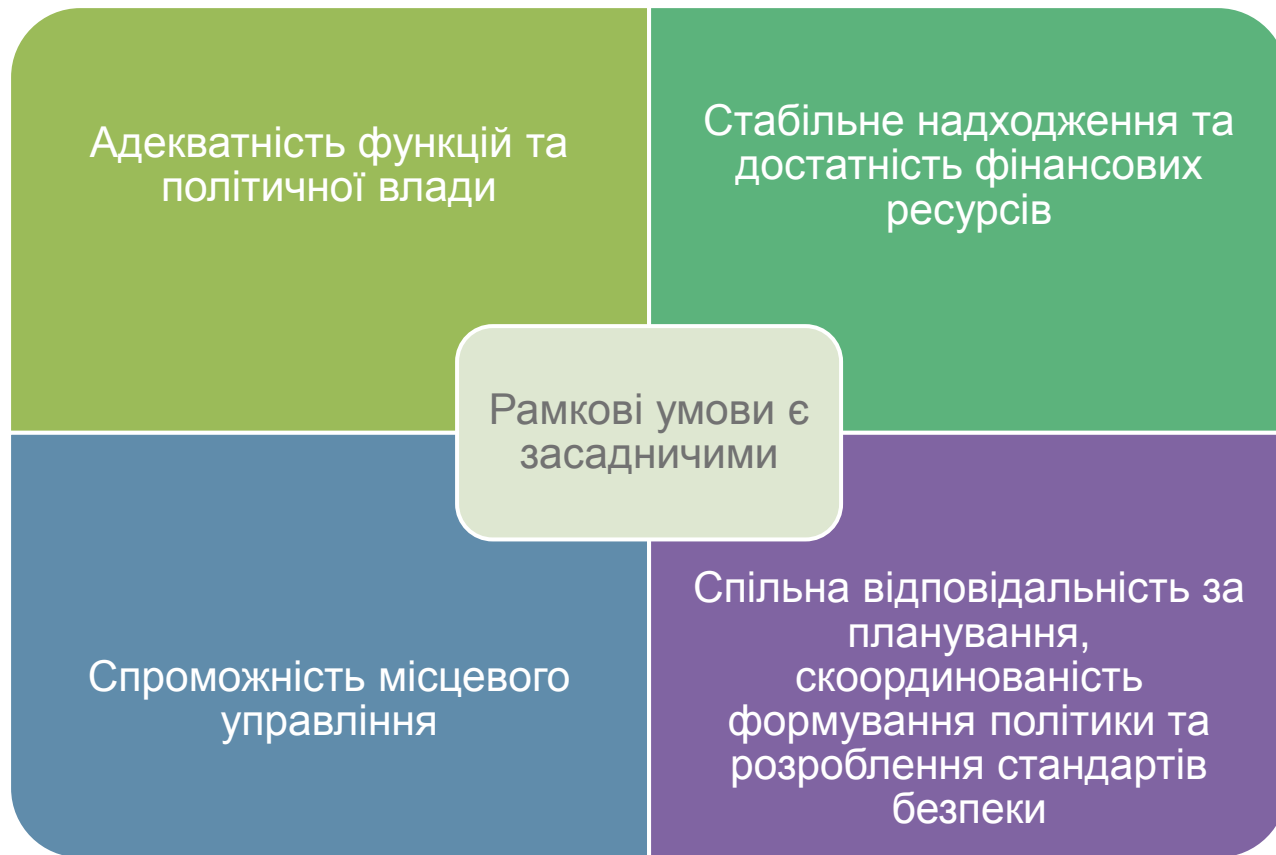 Адекватність функцій та
політичної влади
Стабільне надходження та
достатність фінансових
ресурсів
Рамкові умови є
засадничими
Спроможність місцевого
управління
Спільна відповідальність за
планування,
скоординованість
формування політики та
розроблення стандартів
безпеки